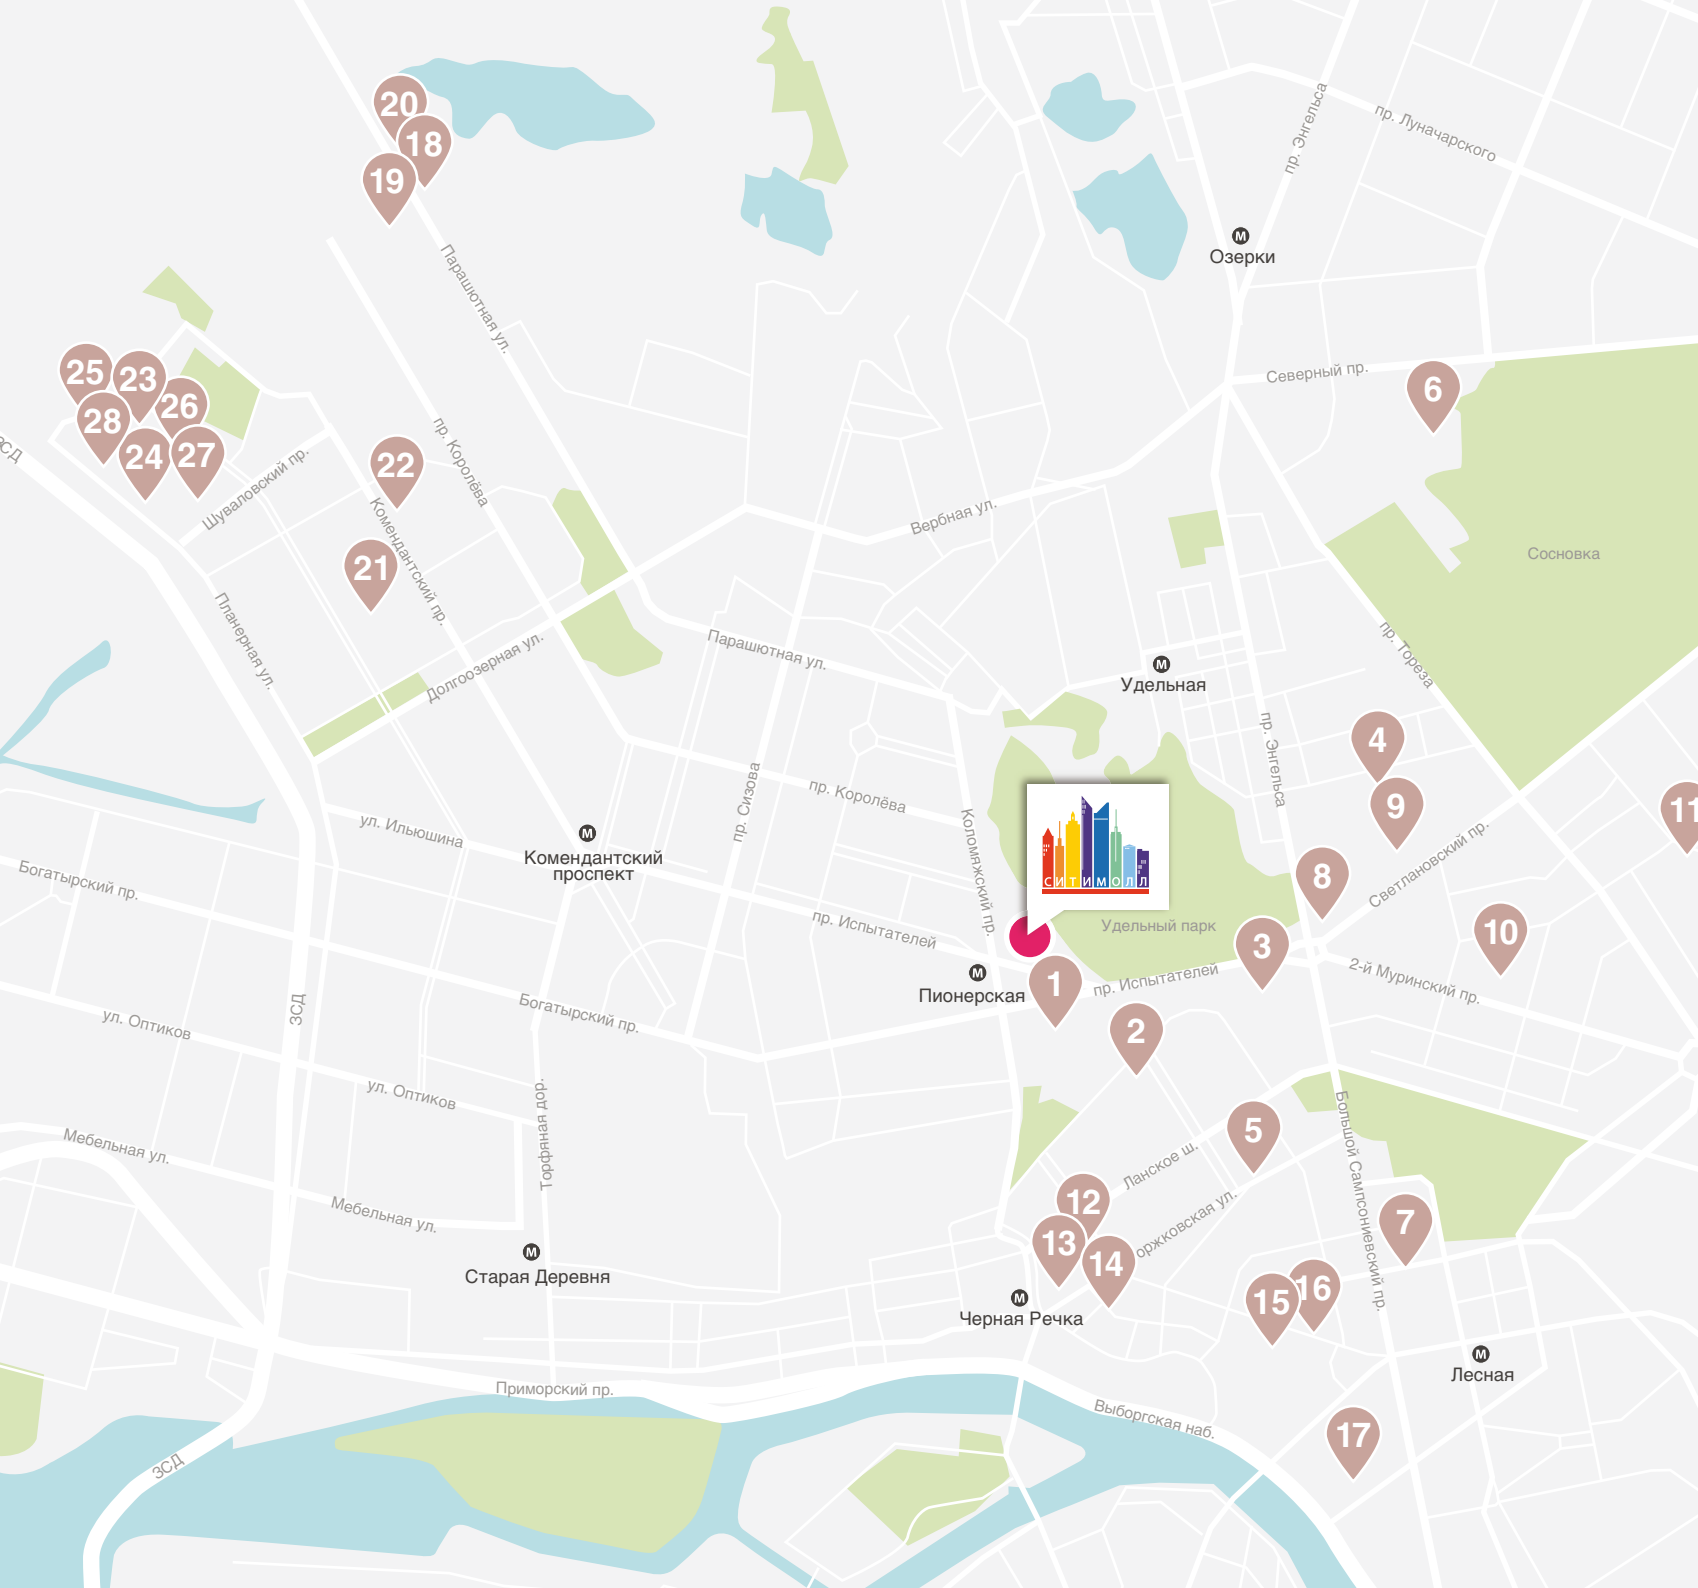 20
18
19
пр. Энгельса
пр. Луначарского
Озерки
Парашютная ул.
25
23
26
28
24
27
22
21
6
Северный пр.
ЗСД
Шуваловский пр.
пр. Королёва
Комендантский пр.
Вербная ул.
Сосновка
Планерная ул.
Долгоозерная ул.
Парашютная ул.
Удельная
пр. Тореза
пр. Энгельса
4
9
11
8
10
3
Светлановский пр.
2-й Муринский пр.
ул. Ильюшина
Комендантский
проспект
пр. Сизова
пр. Королёва
Коломяжский пр.
СИТИМОЛЛ
Удельный парк
Богатырский пр.
пр. Испытателей
Пионерская
1
пр. Испытателей
2
ЗСД
ул. Оптиков
Богатырский пр.
ул. Оптиков
Торфяная дор.
Мебельная ул.
Мебельная ул.
Старая Деревня
5
Ланское ш.
12
13
14
оржковская ул.
Большой Сампсониевский пр.
7
15
16
Черная Речка
Лесная
Приморский пр.
Выборгская наб.
17
ЗСД